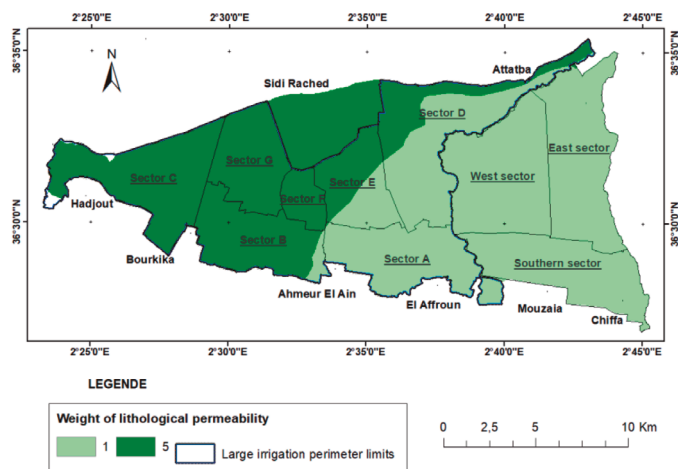 2°25'0"E 2°30'0"E 2°35'0"E 2°40'0"E 2°45'0"E
36°35'0"N
36°35'0"N
N
Attatba
Sidi Rached
Sector D
Sector G
East sector
Sector C
Sector E
West sector
Sector F
Hadjout
36°30'0"N
36°30'0"N
Sector B
Sector A
Southern sector
Bourkika
Ahmeur El Ain
El Affroun
Mouzaia
Chiffa
2°25'0"E 2°30'0"E 2°35'0"E 2°40'0"E 2°45'0"E
LEGENDE
Weight of lithological permeability
1 5 Large irrigation perimeter limits
0 2,5 5 10 Km